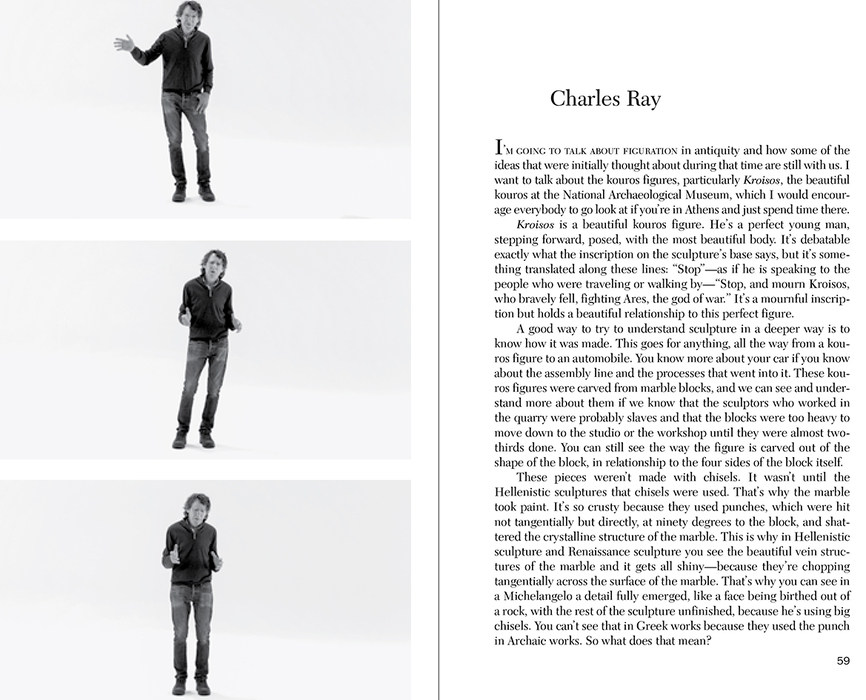 Charles Ray
I'M GOING TO TALK ABOUT FIGURATION in antiquity and how some of the
ideas that were initially thought about during that time are still with us. I
want to talk about the kouros figures, particularly Kroisos, the beautiful
kouros at the National Archaeological Museum, which I would encour-
age everybody to go look at if you're in Athens and just spend time there.
Kroisos is a beautiful kouros figure. He's a perfect young man,
stepping forward, posed, with the most beautiful body. It's debatable
exactly what the inscription on the sculpture's base says, but it's some-
thing translated along these lines: “Stop”—as if he is speaking to the
people who were traveling or walking by—“Stop, and mourn Kroisos,
who bravely fell, fighting Ares, the god of war.” It's a mournful inscrip-
tion but holds a beautiful relationship to this perfect figure.
A good way to try to understand sculpture in a deeper way is to
know how it was made. This goes for anything, all the way from a kou-
ros figure to an automobile. You know more about your car if you know
about the assembly line and the processes that went into it. These kou-
ros figures were carved from marble blocks, and we can see and under-
stand more about them if we know that the sculptors who worked in
the quarry were probably slaves and that the blocks were too heavy to
move down to the studio or the workshop until they were almost two-
thirds done. You can still see the way the figure is carved out of the
shape of the block, in relationship to the four sides of the block itself.
These pieces weren't made with chisels. It wasn't until the
Hellenistic sculptures that chisels were used. That's why the marble
took paint. It's so crusty because they used punches, which were hit
not tangentially but directly, at ninety degrees to the block, and shat-
tered the crystalline structure of the marble. This is why in Hellenistic
sculpture and Renaissance sculpture you see the beautiful vein struc-
tures of the marble and it gets all shiny—because they're chopping
tangentially across the surface of the marble. That's why you can see in
a Michelangelo a detail fully emerged, like a face being birthed out of
a rock, with the rest of the sculpture unfinished, because he's using big
chisels. You can't see that in Greek works because they used the punch
in Archaic works. So what does that mean?
59